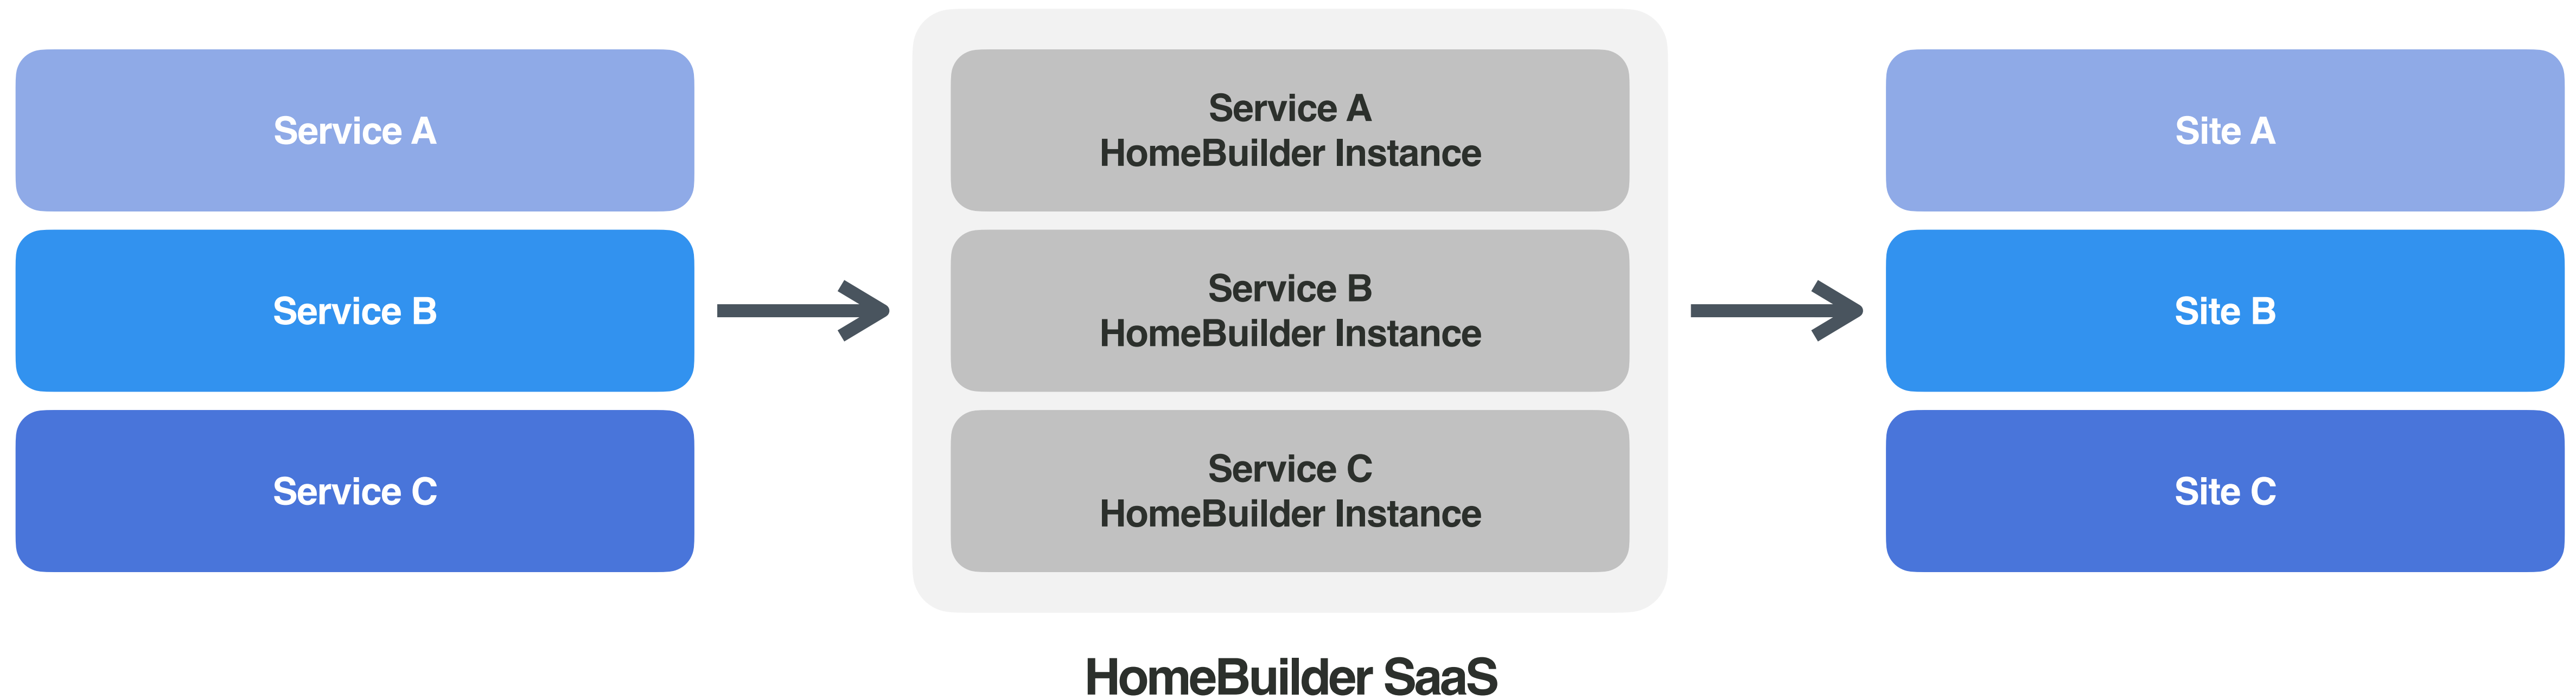 Service A
Service B
Service C
Service A
HomeBuilder Instance
Service B
HomeBuilder Instance
Service C
HomeBuilder Instance
HomeBuilder SaaS
Site A
Site B
Site C